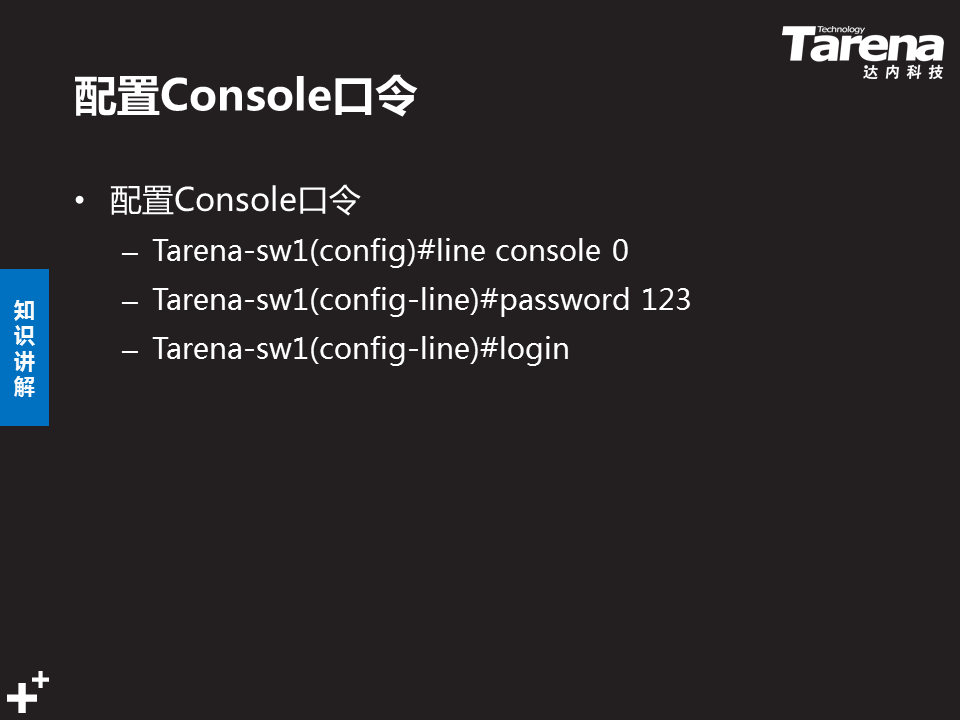 Technology
Tarena
达内科技
配置Console口令
• 配置Console口令
– Tarena-sw1(config)#line console 0
– Tarena-sw1(config-line)#password 123
– Tarena-sw1(config-line)#login
知
识
讲
解